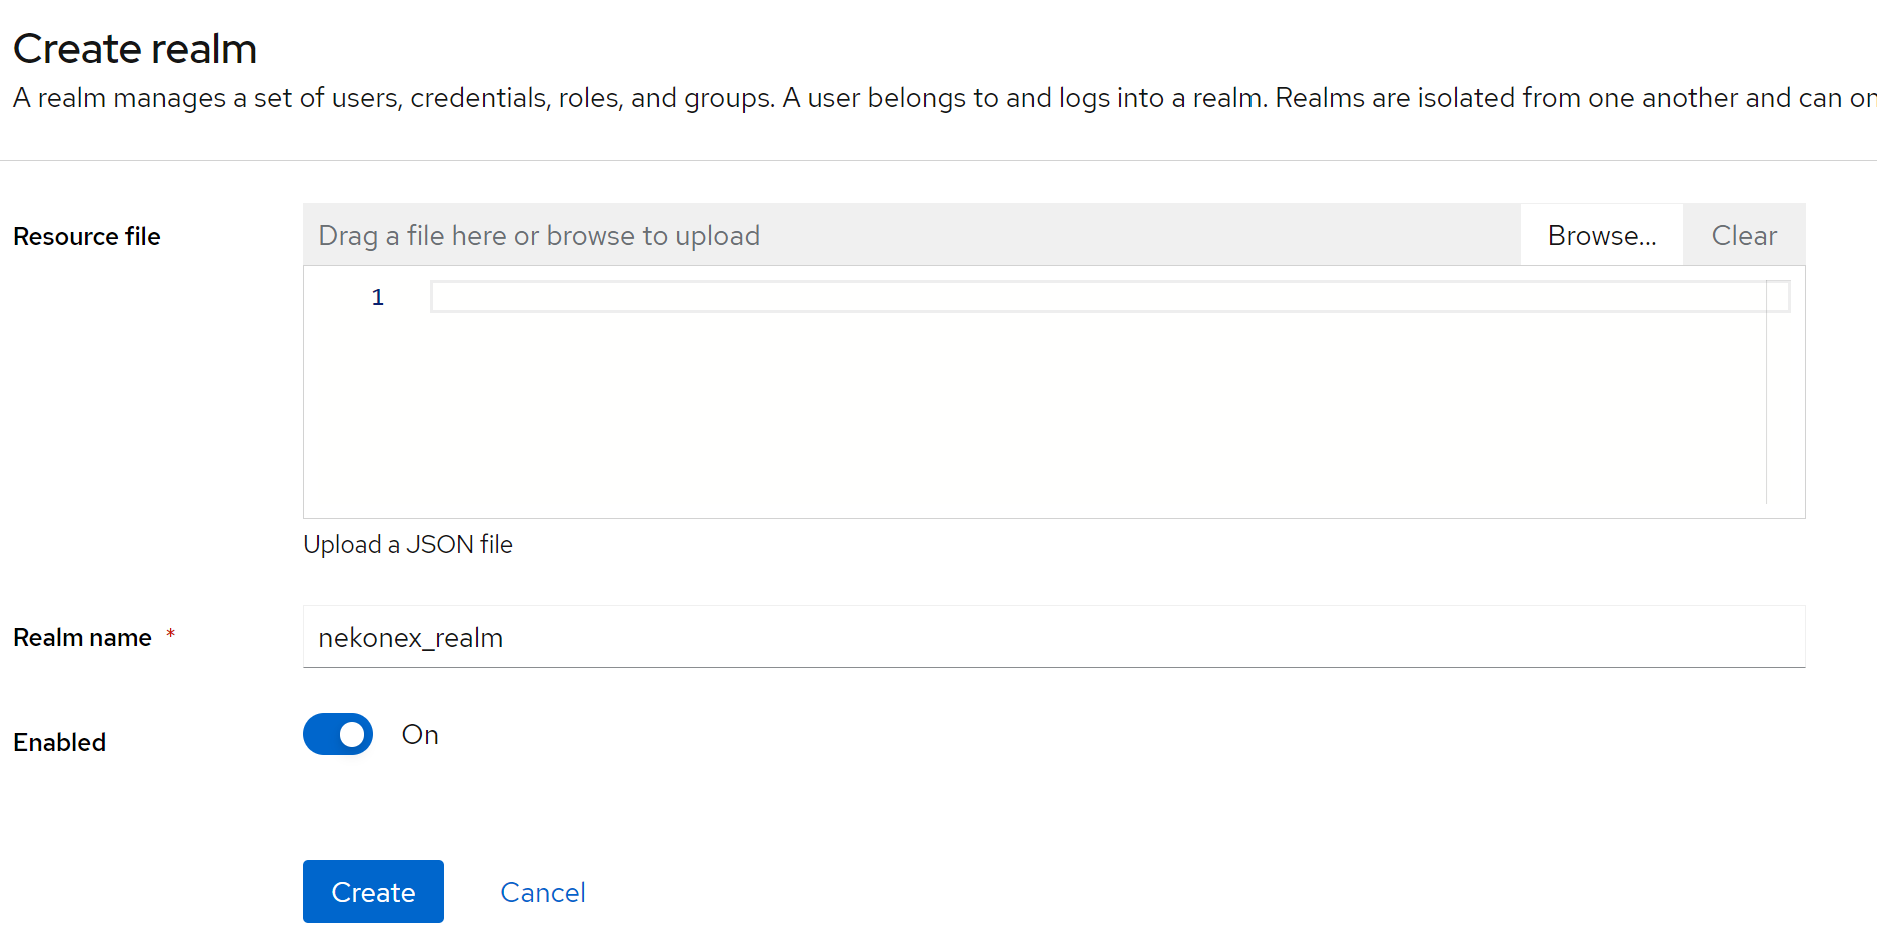 Create realm
A realm manages a set of users, credentials, roles, and groups. A user belongs to and logs into a realm. Realms are isolated from one another and can
Resource file
Drag a file here or browse to upload
Browse...
Clear
1
Upload a JSON file
Realm name *
nekonex_realm
Enabled
On
Create
Cancel